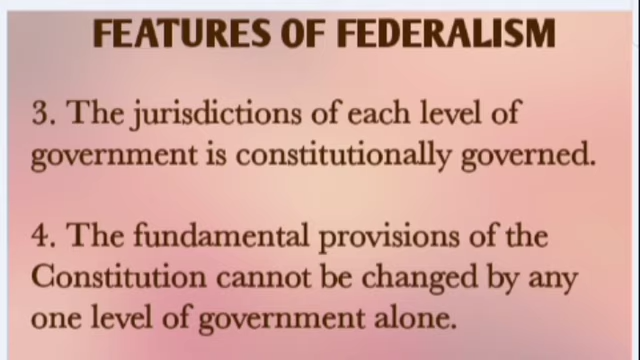 FEATURES OF FEDERALISM
3. The jurisdictions of each level of
government is constitutionally governed.
4. The fundamental provisions of the
Constitution cannot be changed by any
one level of government alone.